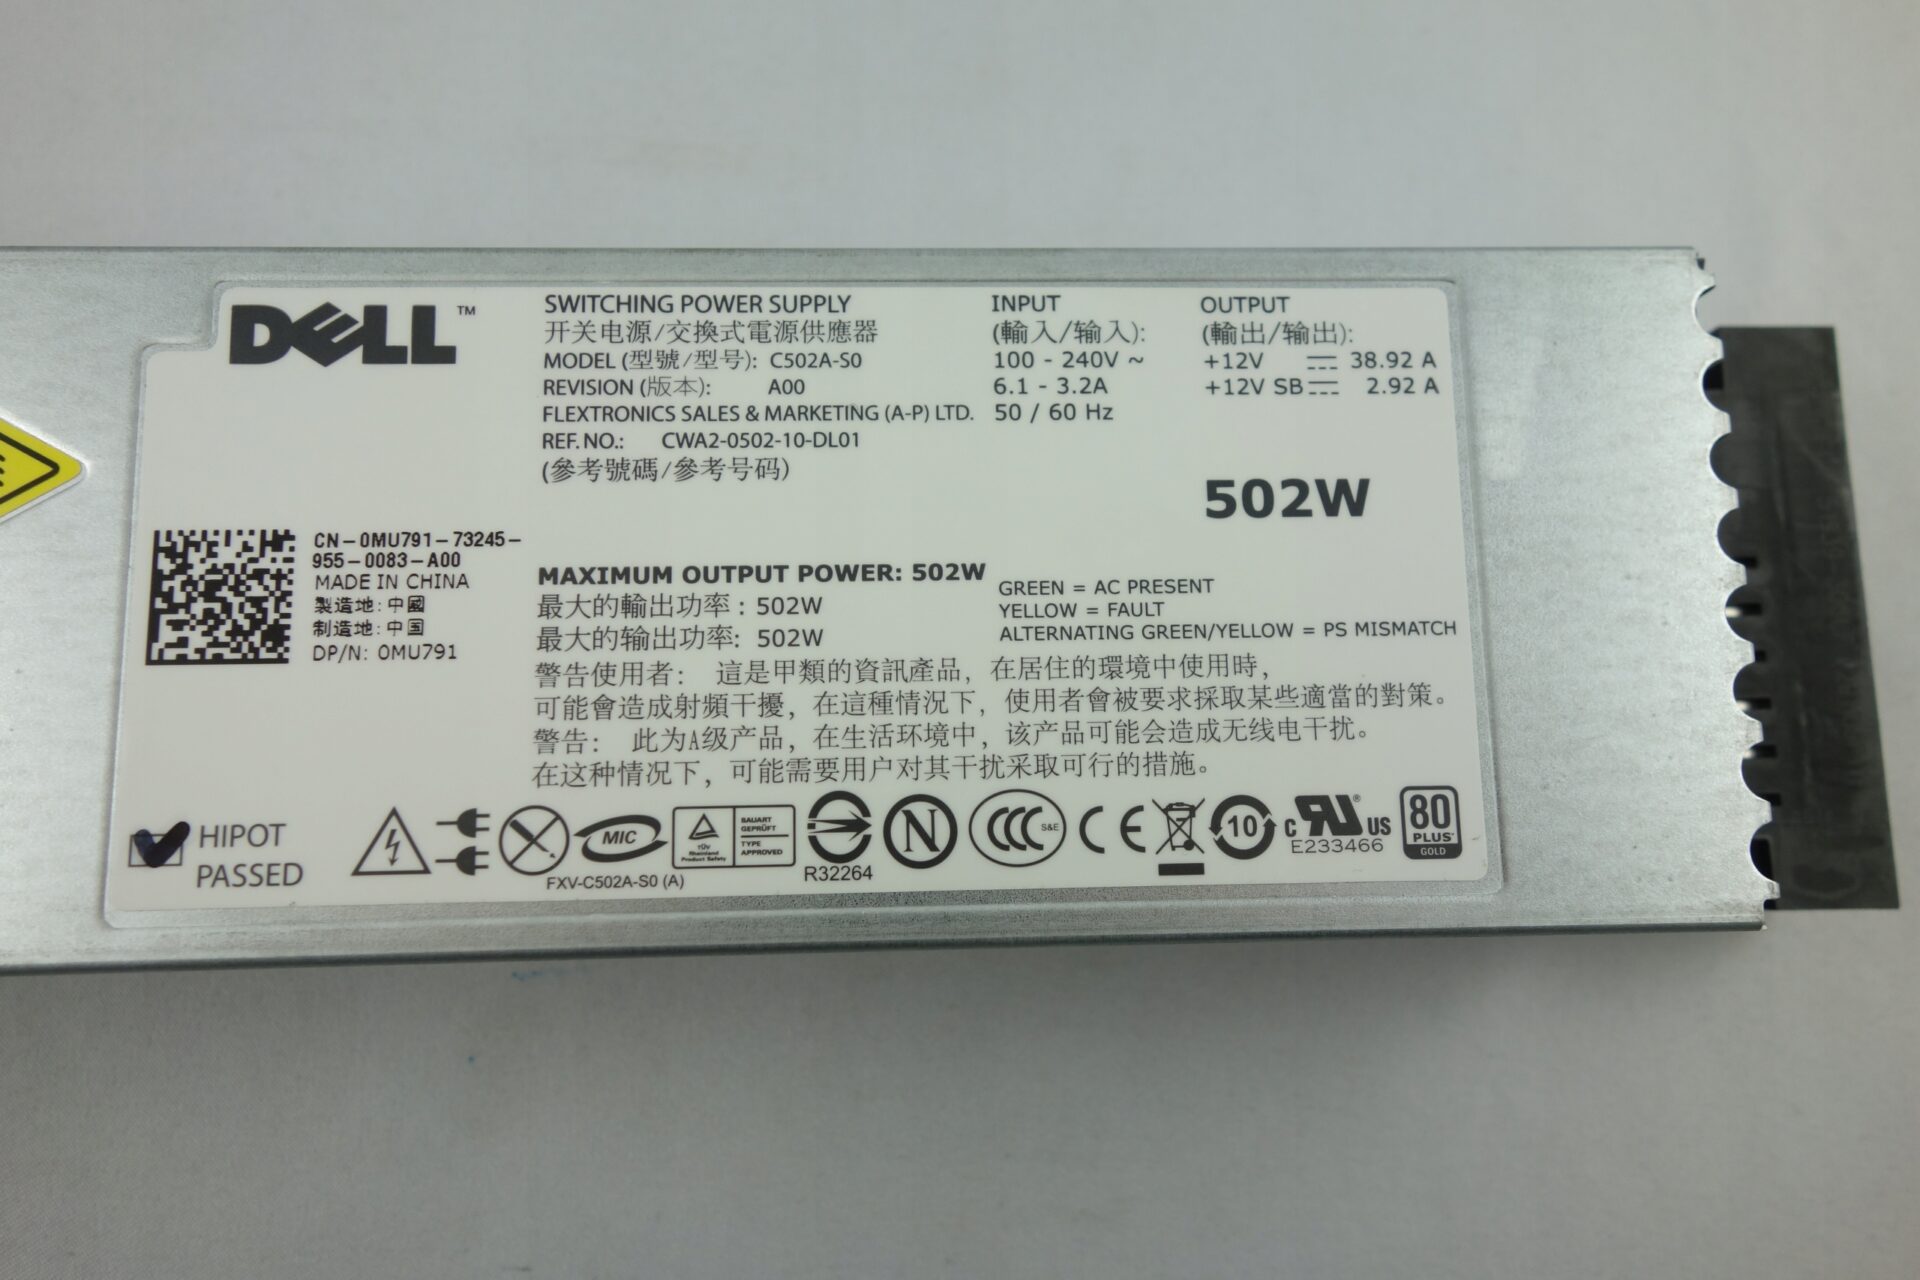 DELL™
SWITCHING POWER SUPPLY
开关电源/交換式電源供應器
MODEL (型號/型号): C502A-S0
REVISION (版本): A00
FLEXTRONICS SALES & MARKETING (A-P) LTD.
REF. NO.: CWA2-0502-10-DL01
(參考號碼/參考号码)
INPUT
(輸入/输入):
100 - 240V ~
6.1 - 3.2A
50 / 60 Hz
OUTPUT
(輸出/输出):
+12V ⎓ 38.92 A
+12V SB ⎓ 2.92 A
502W
CN-0MU791-73245-
955-0083-A00
MADE IN CHINA
製造地: 中國
制造地: 中国
DP/N: 0MU791
MAXIMUM OUTPUT POWER: 502W
最大的輸出功率: 502W
最大的输出功率: 502W
GREEN = AC PRESENT
YELLOW = FAULT
ALTERNATING GREEN/YELLOW = PS MISMATCH
警告使用者: 這是甲類的資訊產品, 在居住的環境中使用時,
可能會造成射頻干擾, 在這種情況下, 使用者會被要求採取某些適當的對策。
警告: 此为A级产品, 在生活环境中, 该产品可能会造成无线电干扰。
在这种情况下, 可能需要用户对其干扰采取可行的措施。
HIPOT
PASSED
FXV-C502A-S0 (A)
MIC
TÜV
Rheinland
Product Safety
BAUART
GEPRÜFT
TYPE
APPROVED
R32264
N
CCC S&E
CE
10
c RU® US
E233466
80
PLUS
GOLD